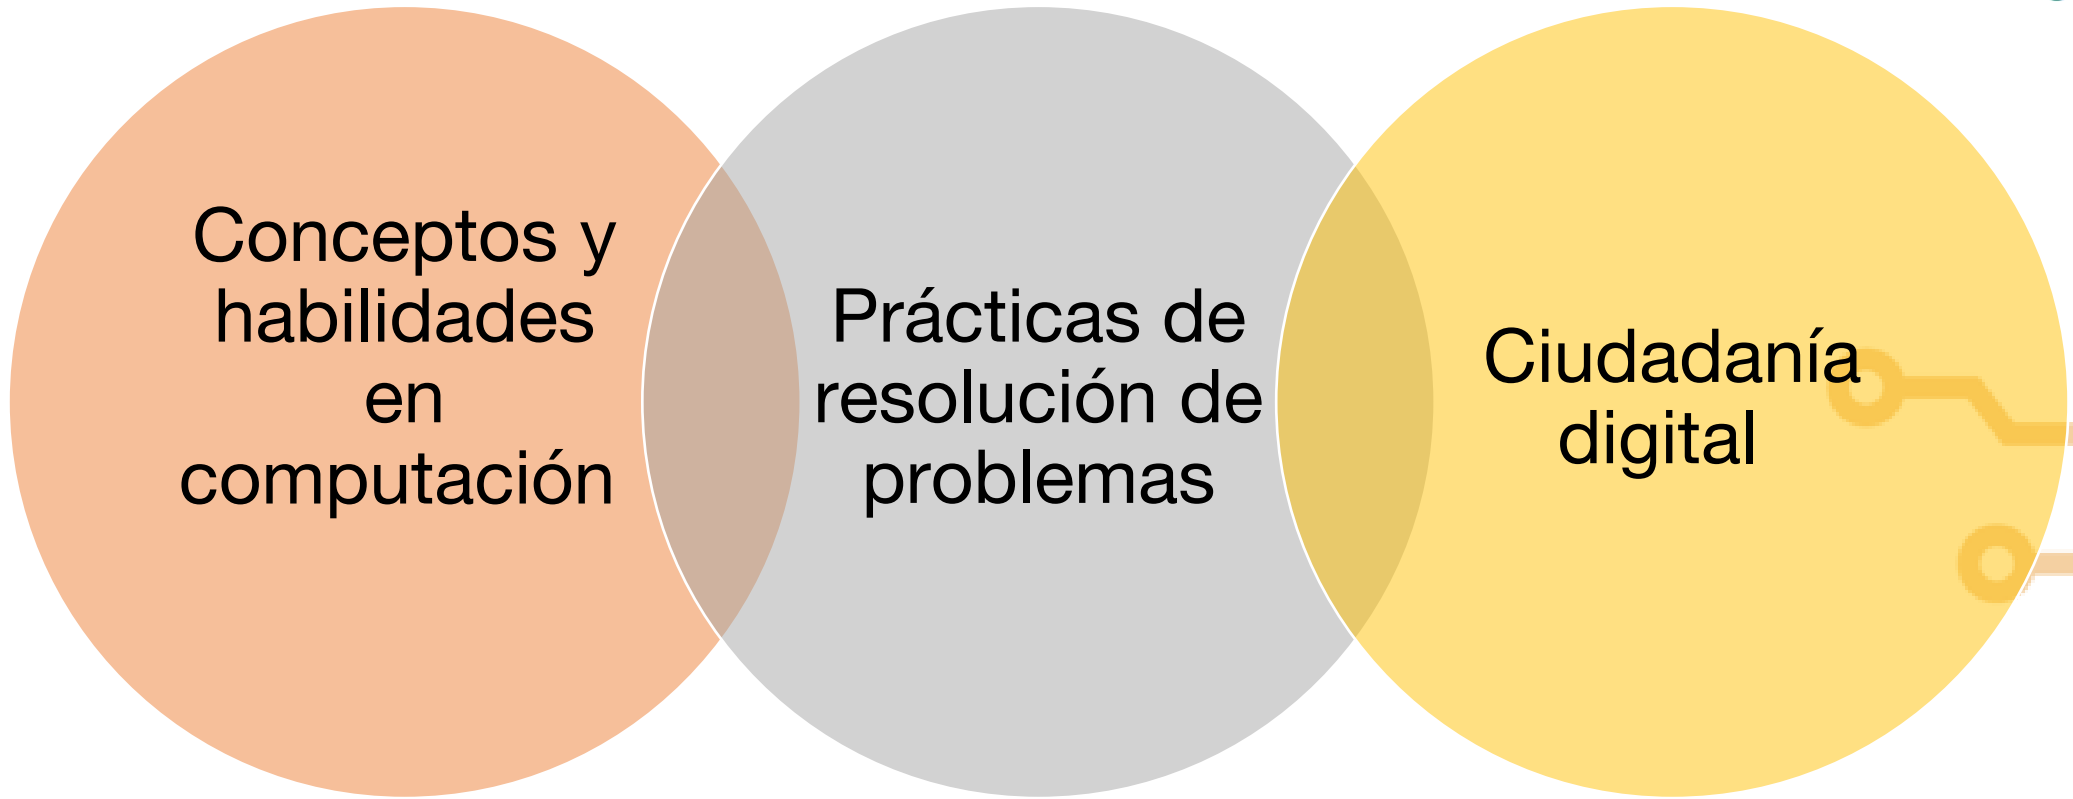 Conceptos y
habilidades
en
computación
Prácticas de
resolución de
problemas
Ciudadanía
digital